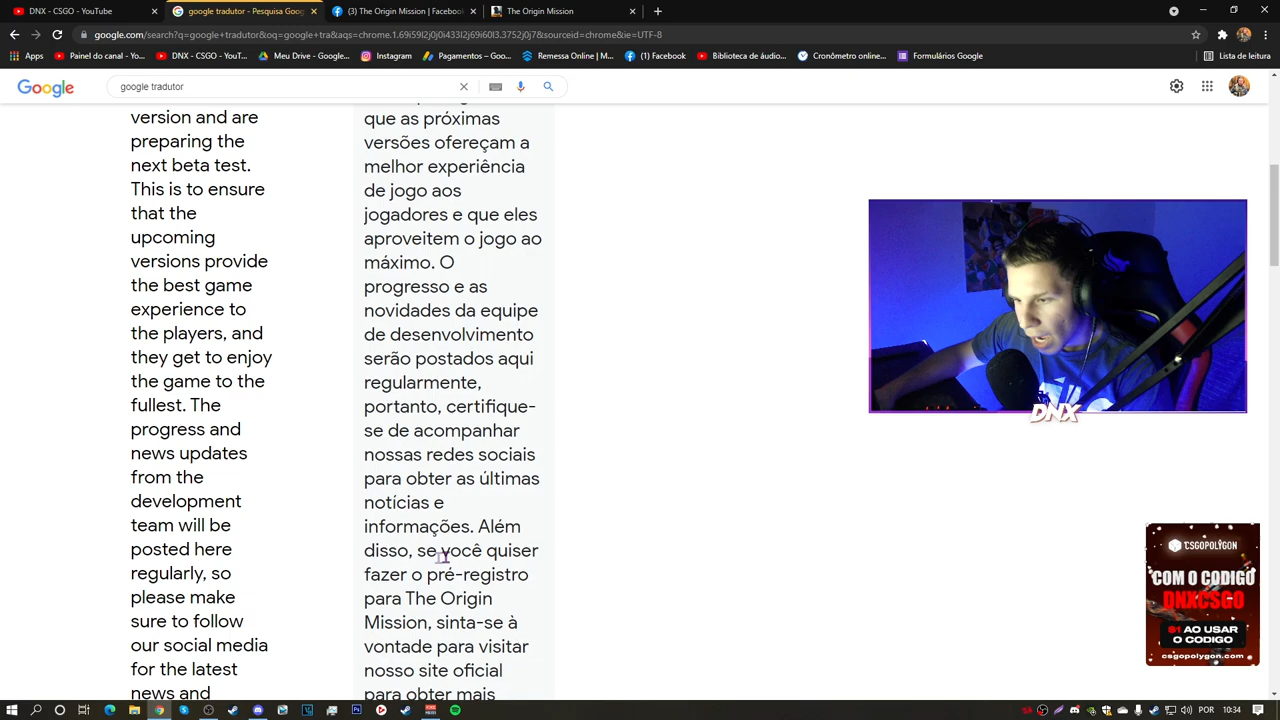 DNX - CSGO - YouTube
google tradutor - Pesquisa Goog
(3) The Origin Mission | Facebook
The Origin Mission
google.com/search?q=google+tradutor&oq=google+tra&aqs=chrome.1.69i59l2j0j0i433l2j69i60l3.3752j0j7&sourceid=chrome&ie=UTF-8
Apps
Painel do canal - Yo...
DNX - CSGO - YouT...
Meu Drive - Google...
Instagram
Pagamentos – Goo...
Remessa Online | M...
(1) Facebook
Biblioteca de áudio...
Cronômetro online...
Formulários Google
Lista de leitura
Google
google tradutor
version and are
preparing the
next beta test.
This is to ensure
that the
upcoming
versions provide
the best game
experience to
the players, and
they get to enjoy
the game to the
fullest. The
progress and
news updates
from the
development
team will be
posted here
regularly, so
please make
sure to follow
our social media
for the latest
news and
que as próximas
versões ofereçam a
melhor experiência
de jogo aos
jogadores e que eles
aproveitem o jogo ao
máximo. O
progresso e as
novidades da equipe
de desenvolvimento
serão postados aqui
regularmente,
portanto, certifique-
se de acompanhar
nossas redes sociais
para obter as últimas
notícias e
informações. Além
disso, se você quiser
fazer o pré-registro
para The Origin
Mission, sinta-se à
vontade para visitar
nosso site oficial
para obter mais
DNX
CSGOPOLYGON
COM O CODIGO
DNXCSGO
$1 AO USAR
O CODIGO
csgopolygon.com
POR
10:34